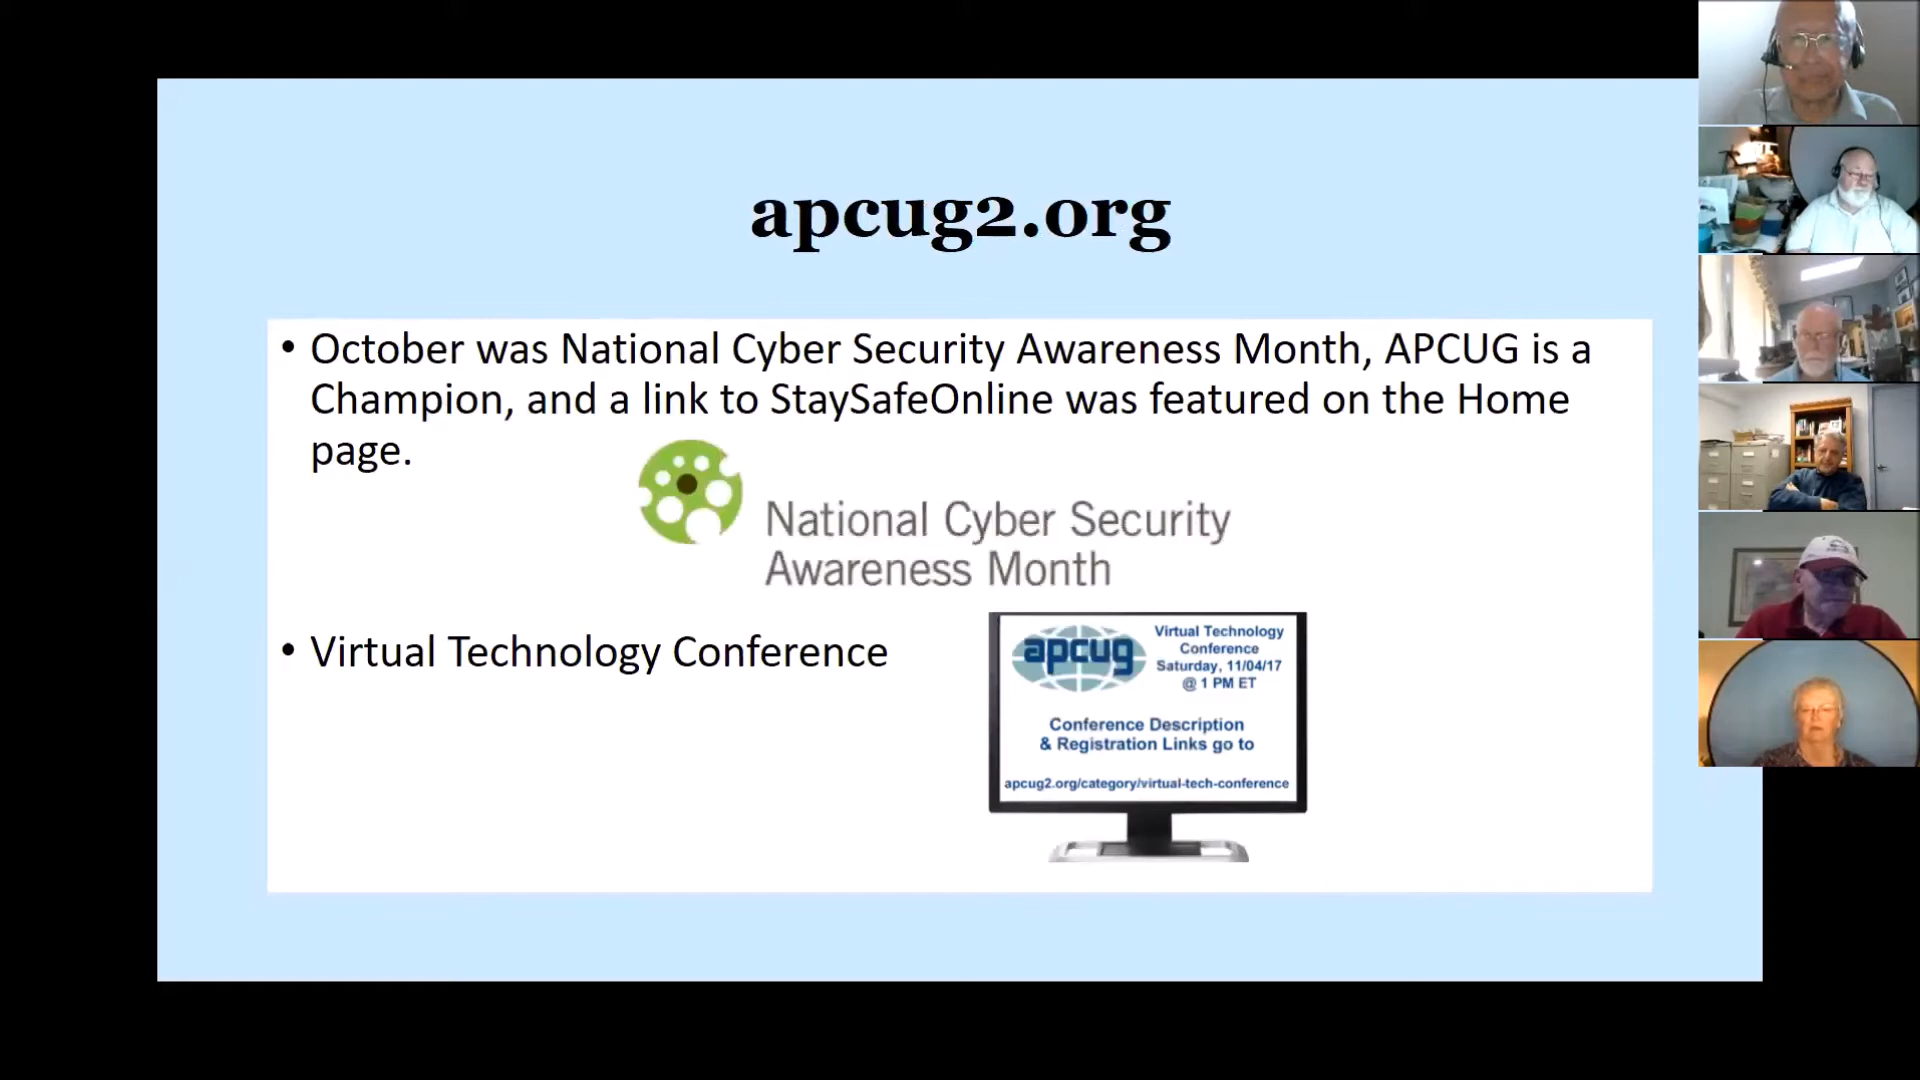 apcug2.org
• October was National Cyber Security Awareness Month, APCUG is a
Champion, and a link to StaySafeOnline was featured on the Home
page.
National Cyber Security
Awareness Month
• Virtual Technology Conference
apcug
Virtual Technology
Conference
Saturday, 11/04/17
@ 1 PM ET
Conference Description
& Registration Links go to
apcug2.org/category/virtual-tech-conference